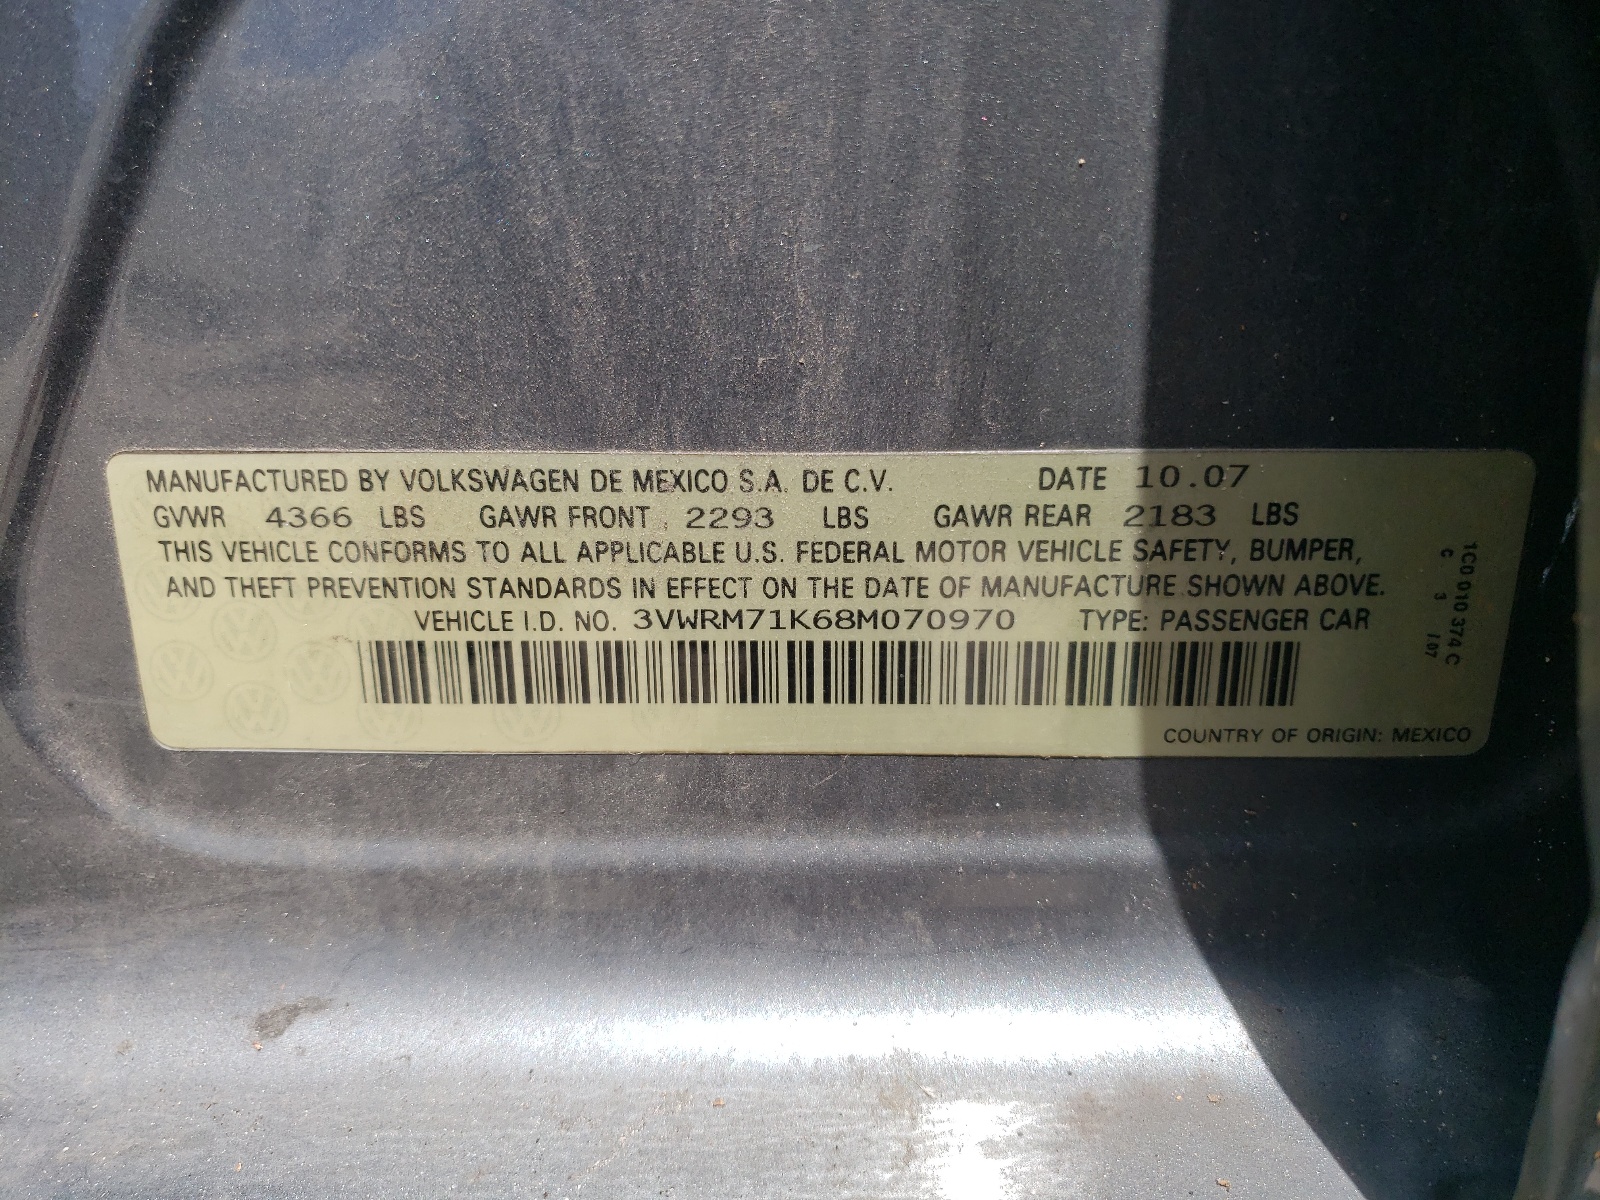 MANUFACTURED BY VOLKSWAGEN DE MEXICO S.A. DE C.V. DATE 10.07
GVWR 4366 LBS GAWR FRONT 2293 LBS GAWR REAR 2183 LBS
THIS VEHICLE CONFORMS TO ALL APPLICABLE U.S. FEDERAL MOTOR VEHICLE SAFETY, BUMPER,
AND THEFT PREVENTION STANDARDS IN EFFECT ON THE DATE OF MANUFACTURE SHOWN ABOVE.
VEHICLE I.D. NO. 3VWRM71K68M070970 TYPE: PASSENGER CAR
COUNTRY OF ORIGIN: MEXICO
1C0 010 374 C
C 3 1.07